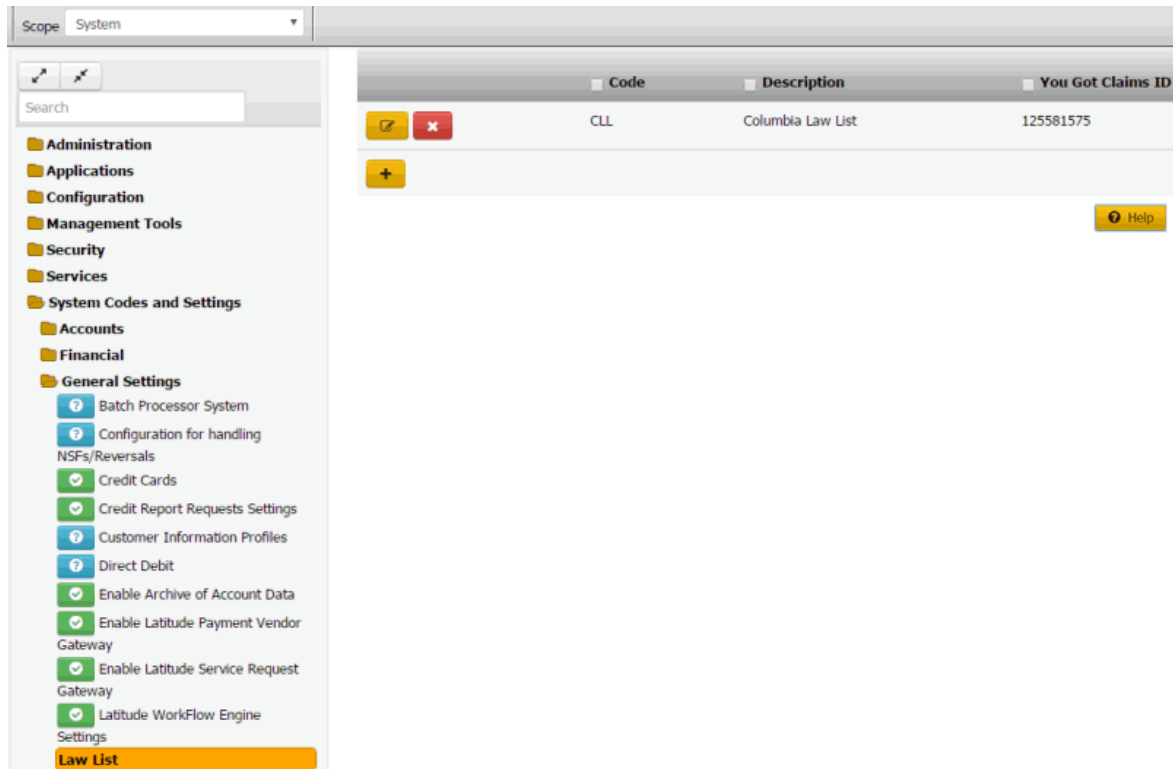 Scope System
Search
Administration
Applications
Configuration
Management Tools
Security
Services
System Codes and Settings
Accounts
Financial
General Settings
Batch Processor System
Configuration for handling
NSFs/Reversals
Credit Cards
Credit Report Requests Settings
Customer Information Profiles
Direct Debit
Enable Archive of Account Data
Enable Latitude Payment Vendor
Gateway
Enable Latitude Service Request
Gateway
Latitude WorkFlow Engine
Settings
Law List
Code Description You Got Claims ID
CLL Columbia Law List 125581575
Help